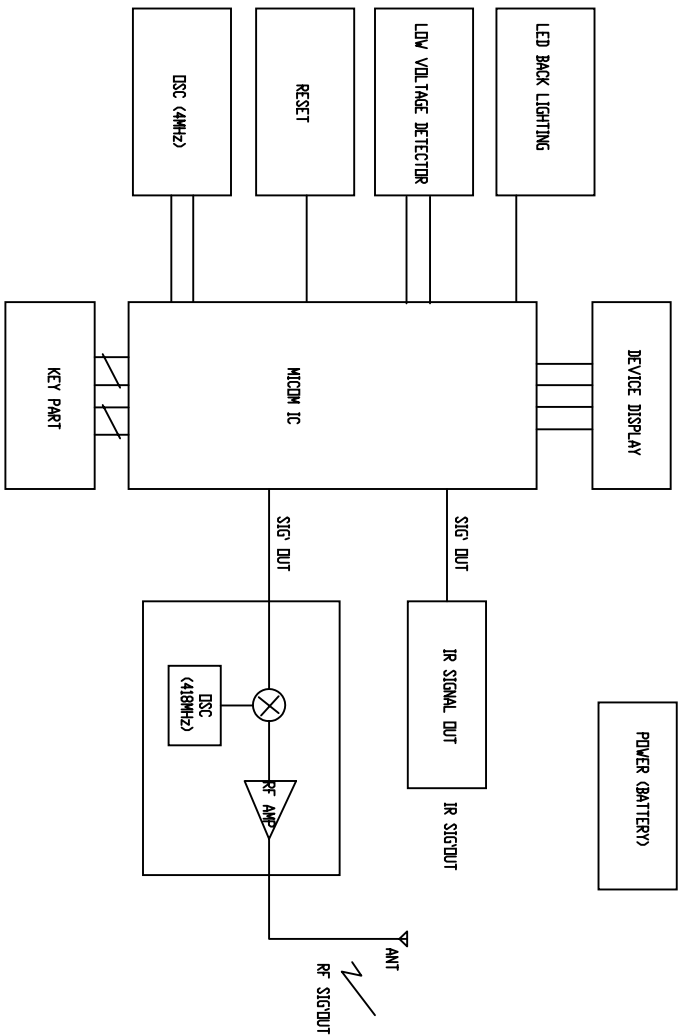 LED BACK LIGHTING
LOW VOLTAGE DETECTOR
RESET
OSC (4MHz)
DEVICE DISPLAY
MICOM IC
KEY PART
SIG' OUT
SIG' OUT
POWER (BATTERY)
IR SIGNAL OUT
IR SIG'OUT
OSC
(418MHz)
RF AMP
ANT
RF SIG'OUT